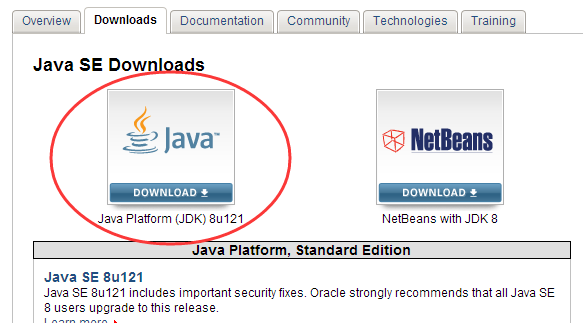 Overview Downloads Documentation Community Technologies Training
Java SE Downloads
Java™ NetBeans
DOWNLOAD DOWNLOAD
Java Platform (JDK) 8u121 NetBeans with JDK 8
Java Platform, Standard Edition
Java SE 8u121
Java SE 8u121 includes important security fixes. Oracle strongly recommends that all Java SE
8 users upgrade to this release.
Learn more